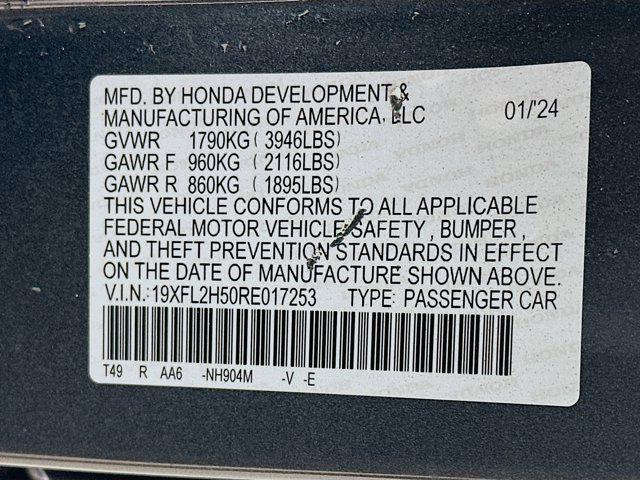 MFD. BY HONDA DEVELOPMENT &
MANUFACTURING OF AMERICA, LLC 01/'24
GVWR 1790KG ( 3946LBS)
GAWR F 960KG ( 2116LBS)
GAWR R 860KG ( 1895LBS)
THIS VEHICLE CONFORMS TO ALL APPLICABLE
FEDERAL MOTOR VEHICLE SAFETY , BUMPER ,
AND THEFT PREVENTION STANDARDS IN EFFECT
ON THE DATE OF MANUFACTURE SHOWN ABOVE.
V.I.N.: 19XFL2H50RE017253 TYPE: PASSENGER CAR
T49 R AA6 -NH904M -V -E